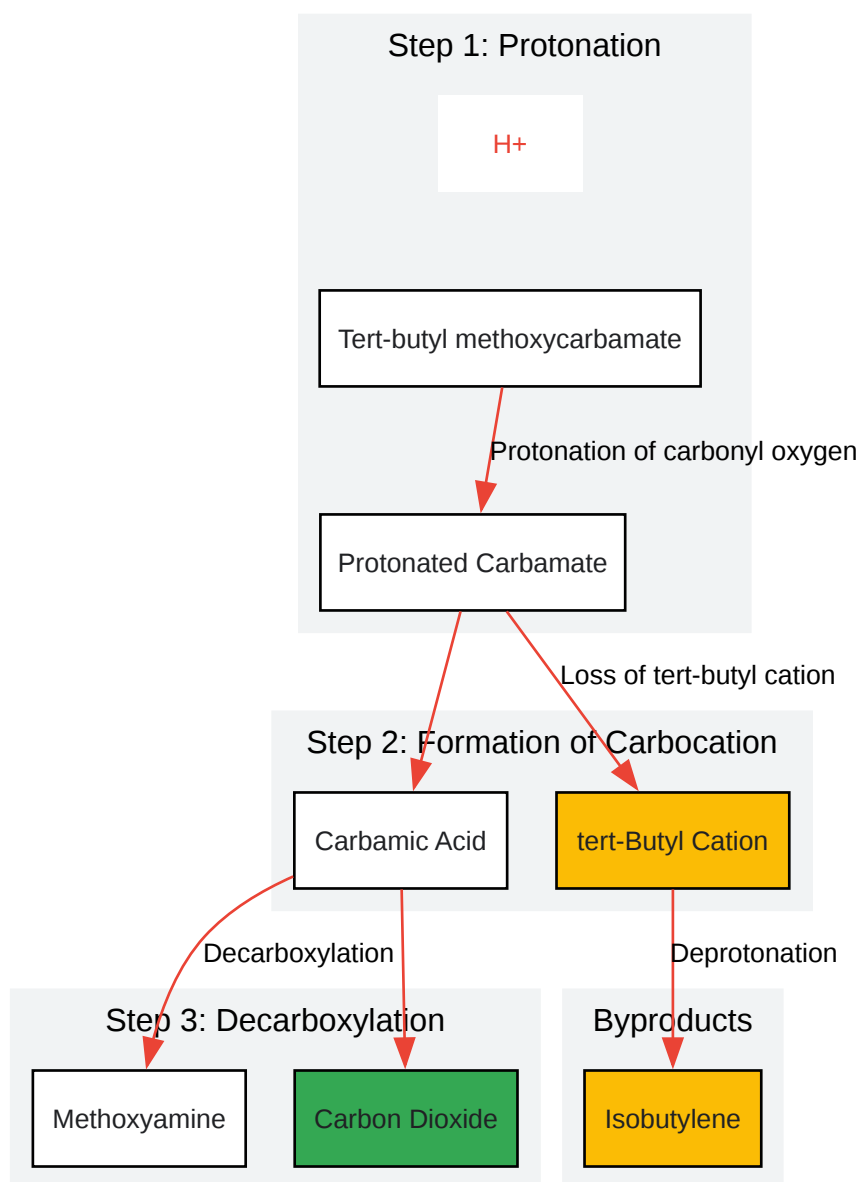 Step 1: Protonation
H+
Tert-butyl methoxycarbamate
Protonation of carbonyl oxygen
Protonated Carbamate
Loss of tert-butyl cation
Step 2: Formation of Carbocation
Carbamic Acid
tert-Butyl Cation
Decarboxylation
Deprotonation
Step 3: Decarboxylation
Byproducts
Methoxyamine
Carbon Dioxide
Isobutylene